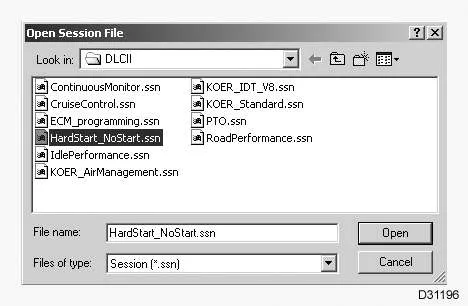 Open Session File
Look in: DLCII
ContinuousMonitor.ssn
CruiseControl.ssn
ECM_programming.ssn
HardStart_NoStart.ssn
IdlePerformance.ssn
KOER_AirManagement.ssn
KOER_IDT_V8.ssn
KOER_Standard.ssn
PTO.ssn
RoadPerformance.ssn
File name: HardStart_NoStart.ssn Open
Files of type: Session (*.ssn) Cancel
D31196